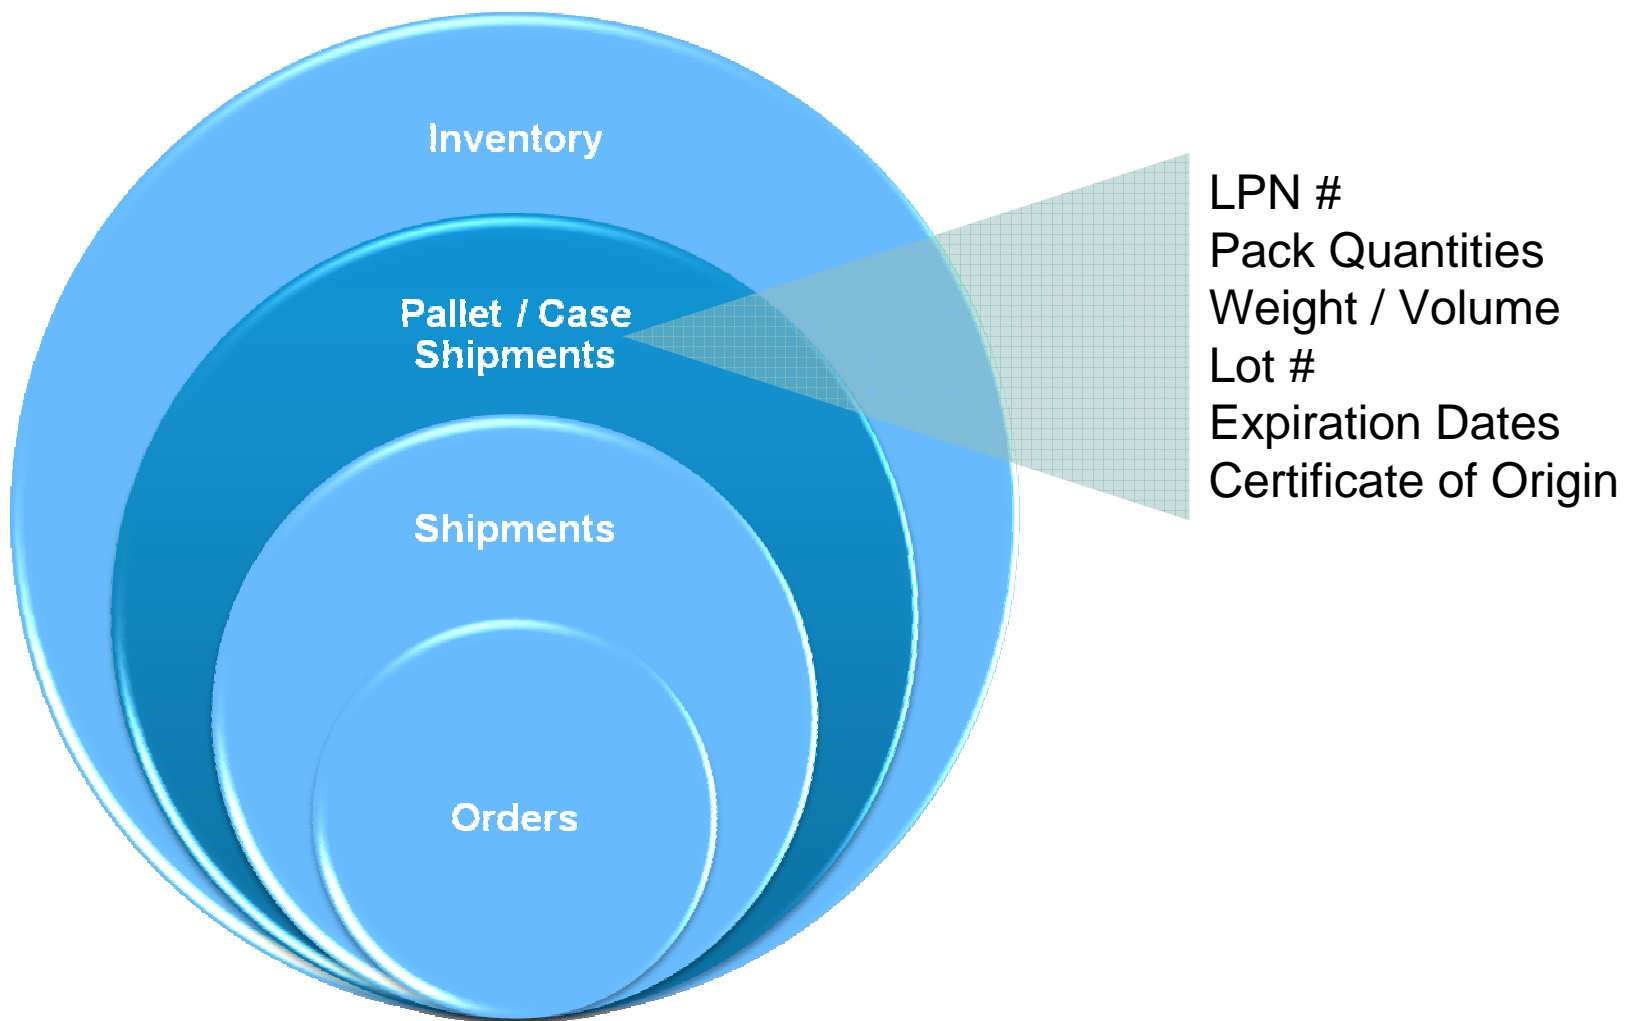 Inventory
Pallet / Case
Shipments
Shipments
Orders
LPN #
Pack Quantities
Weight / Volume
Lot #
Expiration Dates
Certificate of Origin